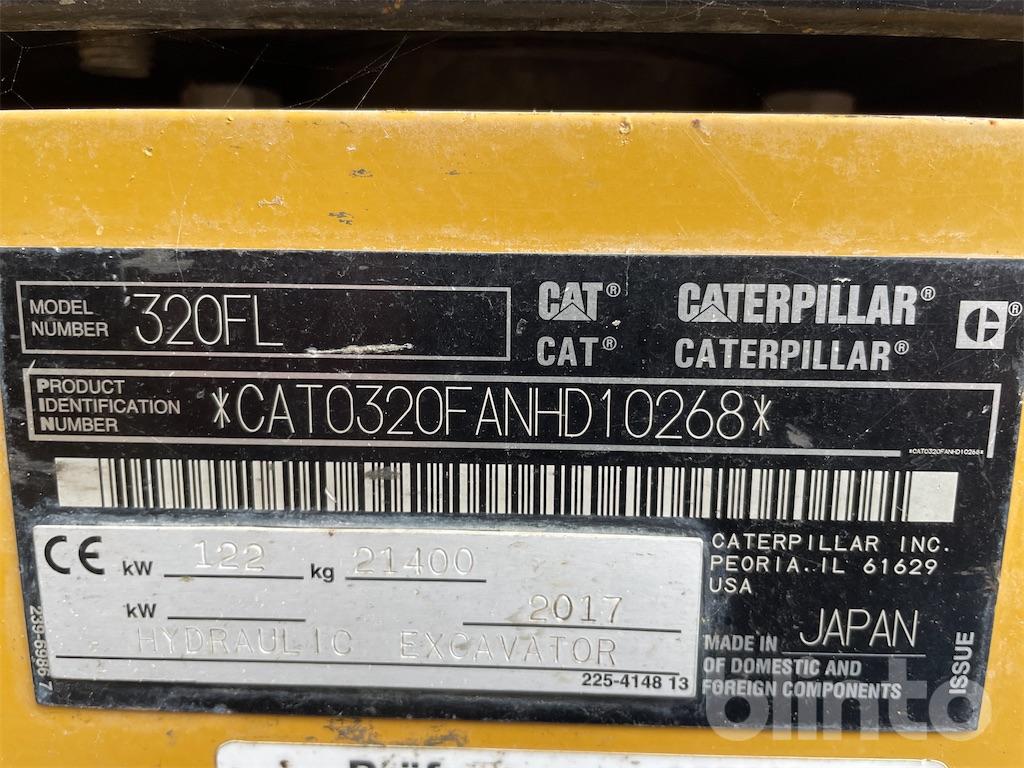 MODEL NUMBER 320FL
CAT® CATERPILLAR®
CAT® CATERPILLAR®
C®
PRODUCT IDENTIFICATION NUMBER *CAT0320FANHD10268*
*CAT0320FANHD10268*
CE kW 122 kg 21400
kW 2017
HYDRAULIC EXCAVATOR
225-4148 13
CATERPILLAR INC.
PEORIA. IL 61629
USA
MADE IN JAPAN
OF DOMESTIC AND
FOREIGN COMPONENTS
ISSUE
blinto